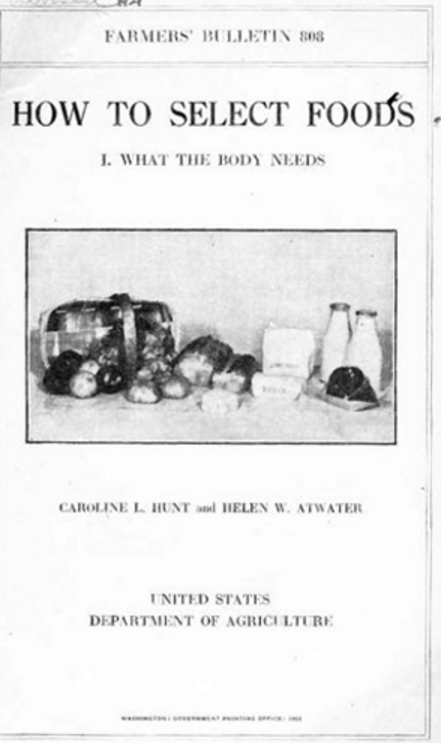 FARMERS' BULLETIN 808
HOW TO SELECT FOODS
I. WHAT THE BODY NEEDS
CAROLINE L. HUNT and HELEN W. ATWATER
UNITED STATES
DEPARTMENT OF AGRICULTURE
WASHINGTON : GOVERNMENT PRINTING OFFICE :